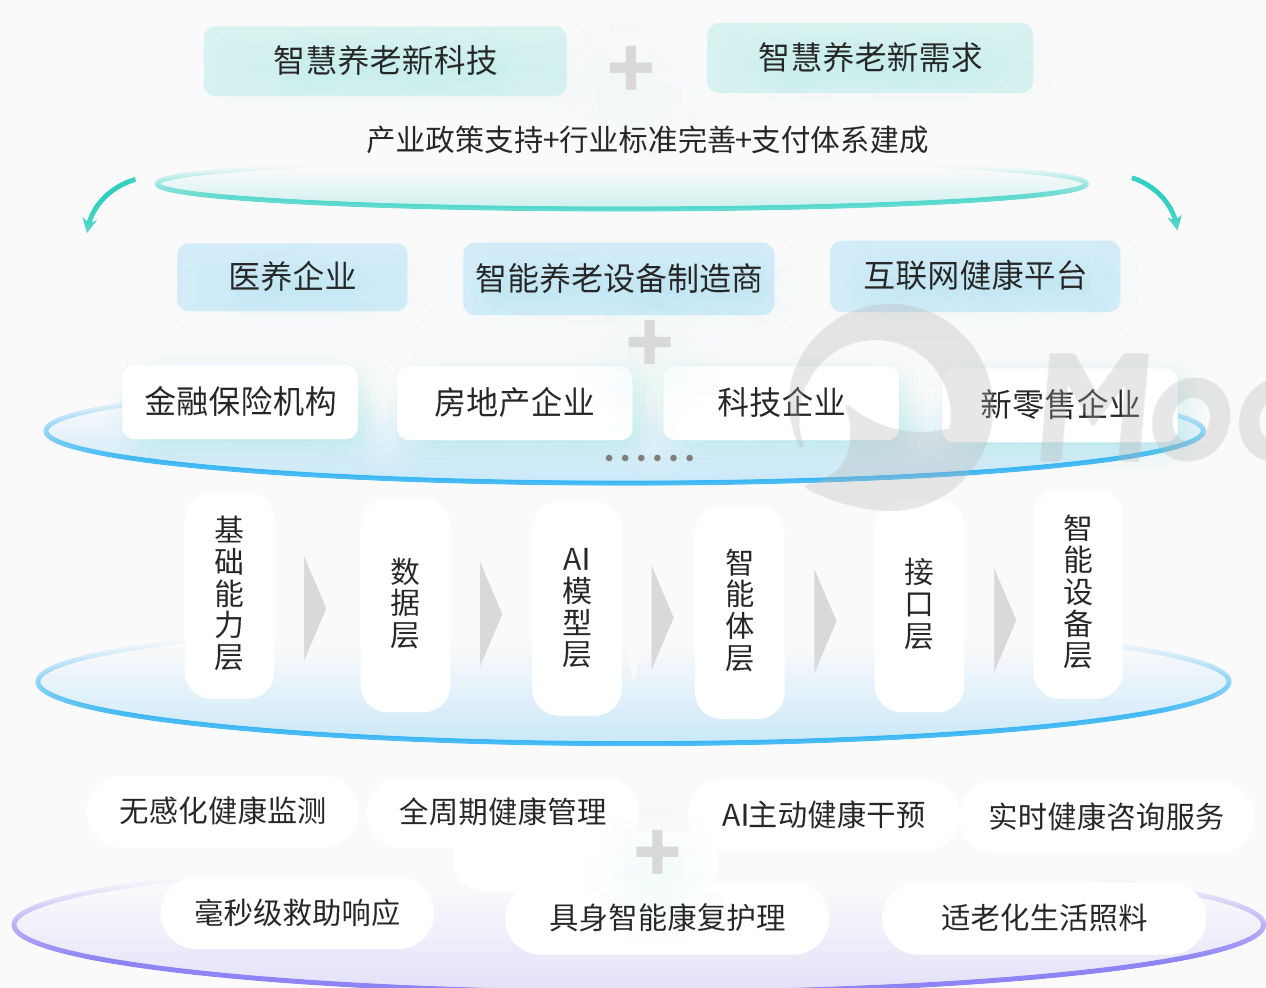 智慧养老新科技
智慧养老新需求
产业政策支持+行业标准完善+支付体系建成
医养企业
智能养老设备制造商
互联网健康平台
金融保险机构
房地产企业
科技企业
新零售企业
......
基础能力层
数据层
AI模型层
智能体层
接口层
智能设备层
无感化健康监测
全周期健康管理
AI主动健康干预
实时健康咨询服务
毫秒级救助响应
具身智能康复护理
适老化生活照料